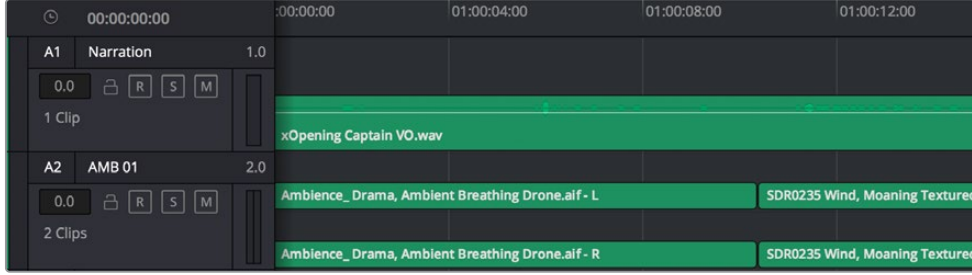 00:00:00:00 :00:00:00 01:00:04:00 01:00:08:00 01:00:12:00
A1 Narration 1.0
0.0 R S M
1 Clip
xOpening Captain VO.wav
A2 AMB 01 2.0
Ambience_ Drama, Ambient Breathing Drone.aif - L SDR0235 Wind, Moaning Textured
0.0 R S M
2 Clips
Ambience_ Drama, Ambient Breathing Drone.aif - R SDR0235 Wind, Moaning Textured